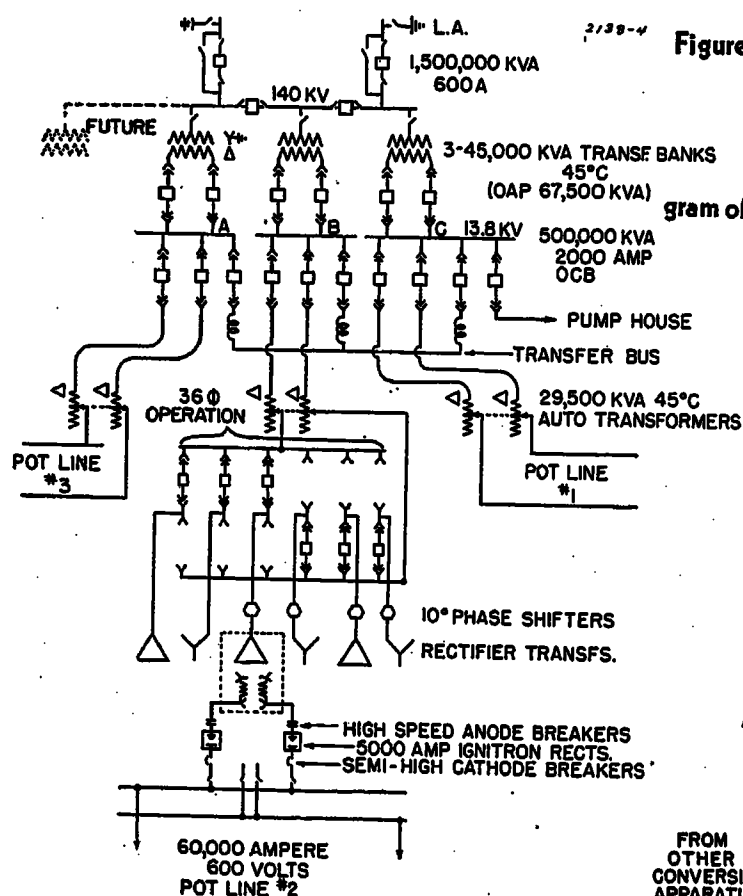 2138-4
Figure
L.A.
1,500,000 KVA
600 A
140 KV
FUTURE
Y
Δ
3-45,000 KVA TRANSF. BANKS
45°C
(OAP 67,500 KVA)
gram of
A
B
C
13.8 KV
500,000 KVA
2000 AMP
OCB
PUMP HOUSE
TRANSFER BUS
Δ
Δ
36 Φ
OPERATION
Δ
Δ
Δ
Δ
29,500 KVA 45°C
AUTO TRANSFORMERS
POT LINE
#3
POT LINE
#1
10° PHASE SHIFTERS
RECTIFIER TRANSFS.
HIGH SPEED ANODE BREAKERS
5000 AMP IGNITRON RECTS.
SEMI-HIGH CATHODE BREAKERS
60,000 AMPERE
600 VOLTS
POT LINE #2
FROM
OTHER
CONVERSI
APPARATI